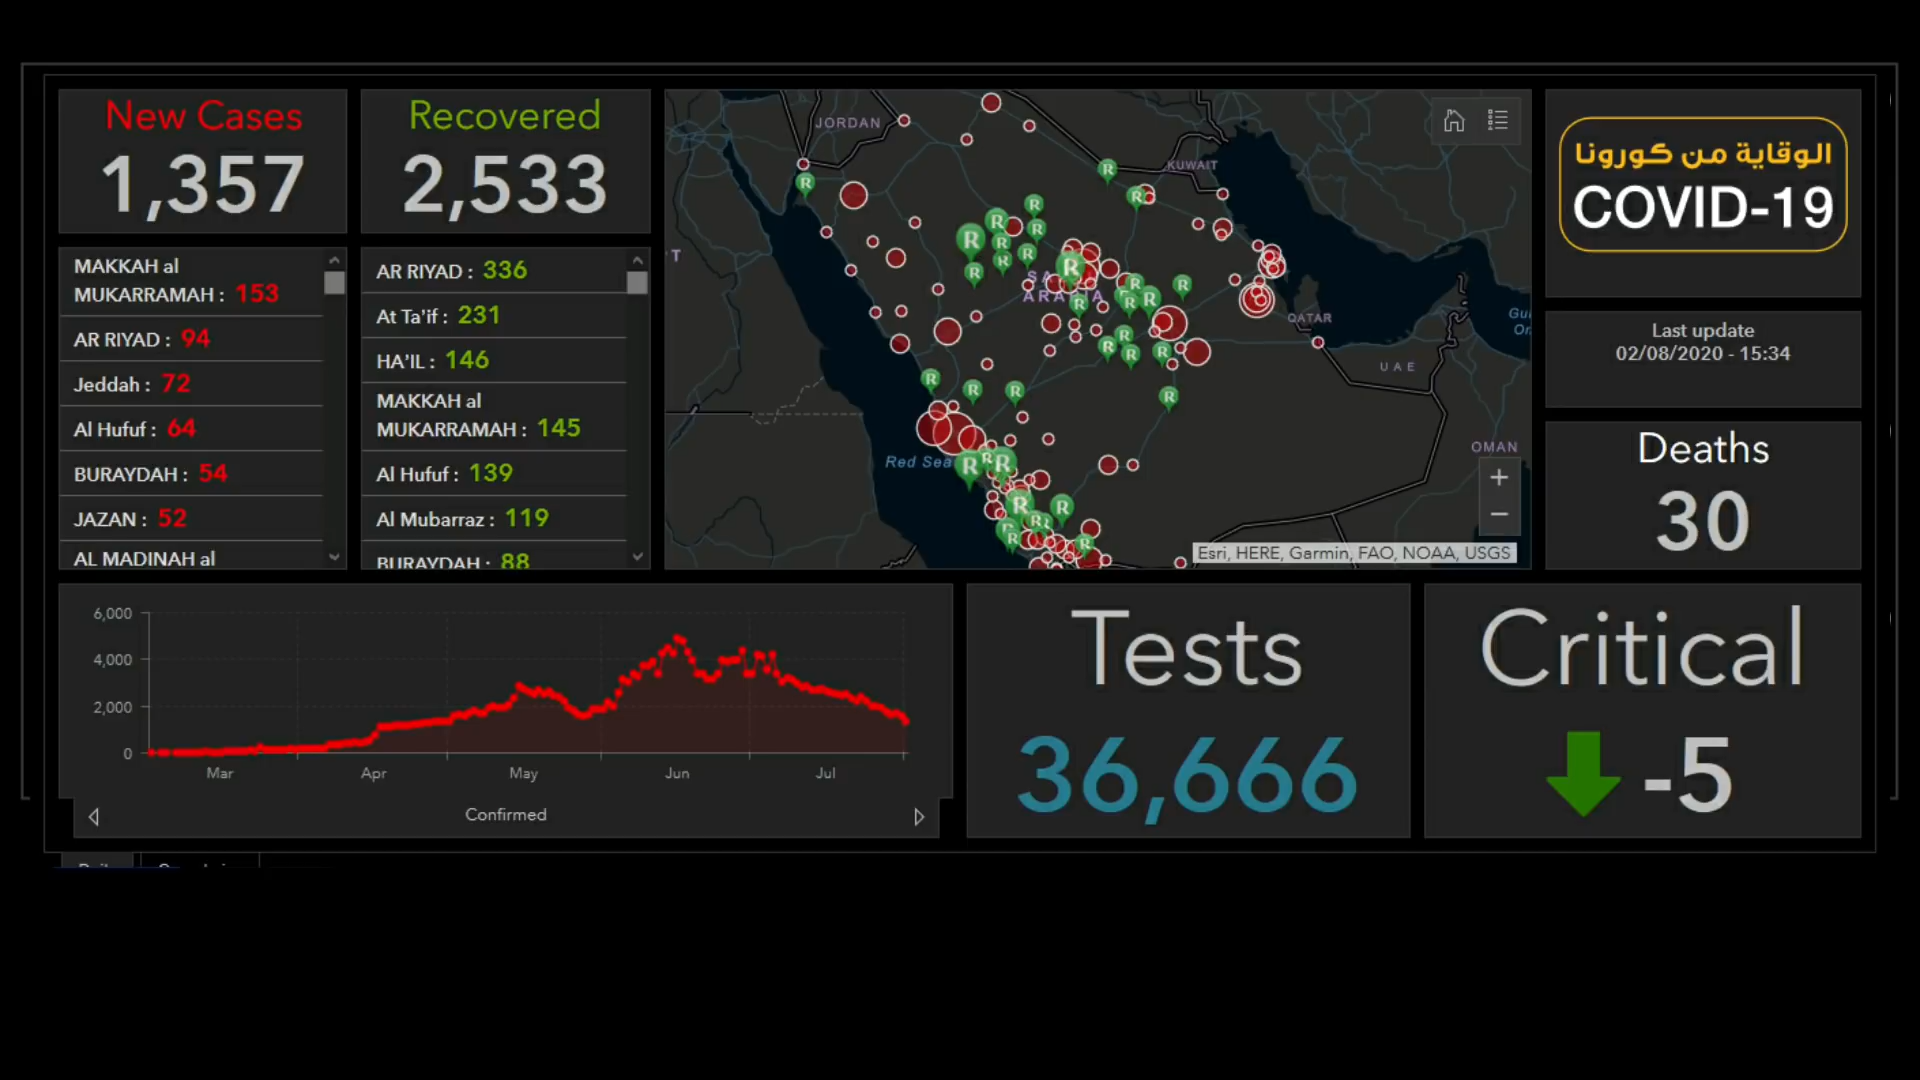 New Cases
1,357
MAKKAH al
MUKARRAMAH : 153
AR RIYAD : 94
Jeddah : 72
Al Hufuf : 64
BURAYDAH : 54
JAZAN : 52
AL MADINAH al
Recovered
2,533
AR RIYAD : 336
At Ta'if : 231
HA'IL : 146
MAKKAH al
MUKARRAMAH : 145
Al Hufuf : 139
Al Mubarraz : 119
BURAYDAH : 88
JORDAN
KUWAIT
QATAR
U A E
OMAN
Red Sea
Esri, HERE, Garmin, FAO, NOAA, USGS
الوقاية من كورونا
COVID-19
Last update
02/08/2020 - 15:34
Deaths
30
6,000
4,000
2,000
0
Mar Apr May Jun Jul
Confirmed
Tests
36,666
Critical
-5